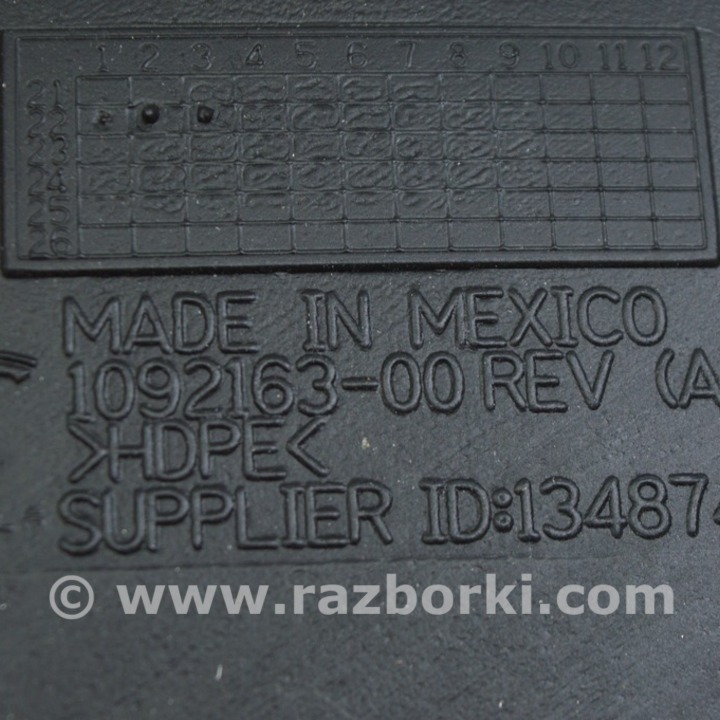 1 2 3 4 5 6 7 8 9 10 11 12
21
22
23
24
25
26
MADE IN MEXICO
1092163-00 REV (A
>HDPE<
SUPPLIER ID:134874
© www.razborki.com